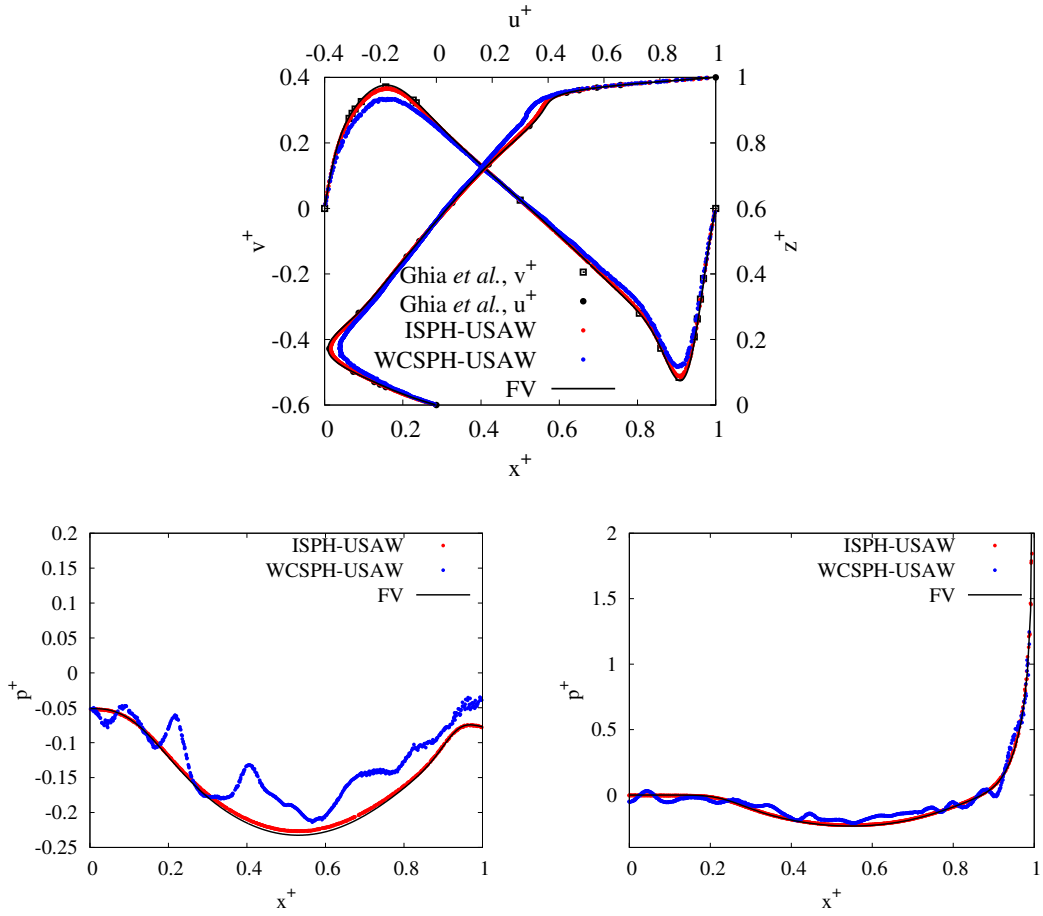 u⁺
-0.4 -0.2 0 0.2 0.4 0.6 0.8 1
0.4
0.2
0
-0.2
-0.4
-0.6
v⁺
1
0.8
0.6
0.4
0.2
0
z⁺
Ghia et al., v⁺
Ghia et al., u⁺
ISPH-USAW
WCSPH-USAW
FV
0.2 0.4 0.6 0.8 1
x⁺
0.2
0.15
0.1
0.05
0
-0.05
-0.1
-0.15
-0.2
-0.25
p⁺
ISPH-USAW
WCSPH-USAW
FV
0 0.2 0.4 0.6 0.8 1
x⁺
2
1.5
1
0.5
0
p⁺
ISPH-USAW
WCSPH-USAW
FV
0 0.2 0.4 0.6 0.8 1
x⁺